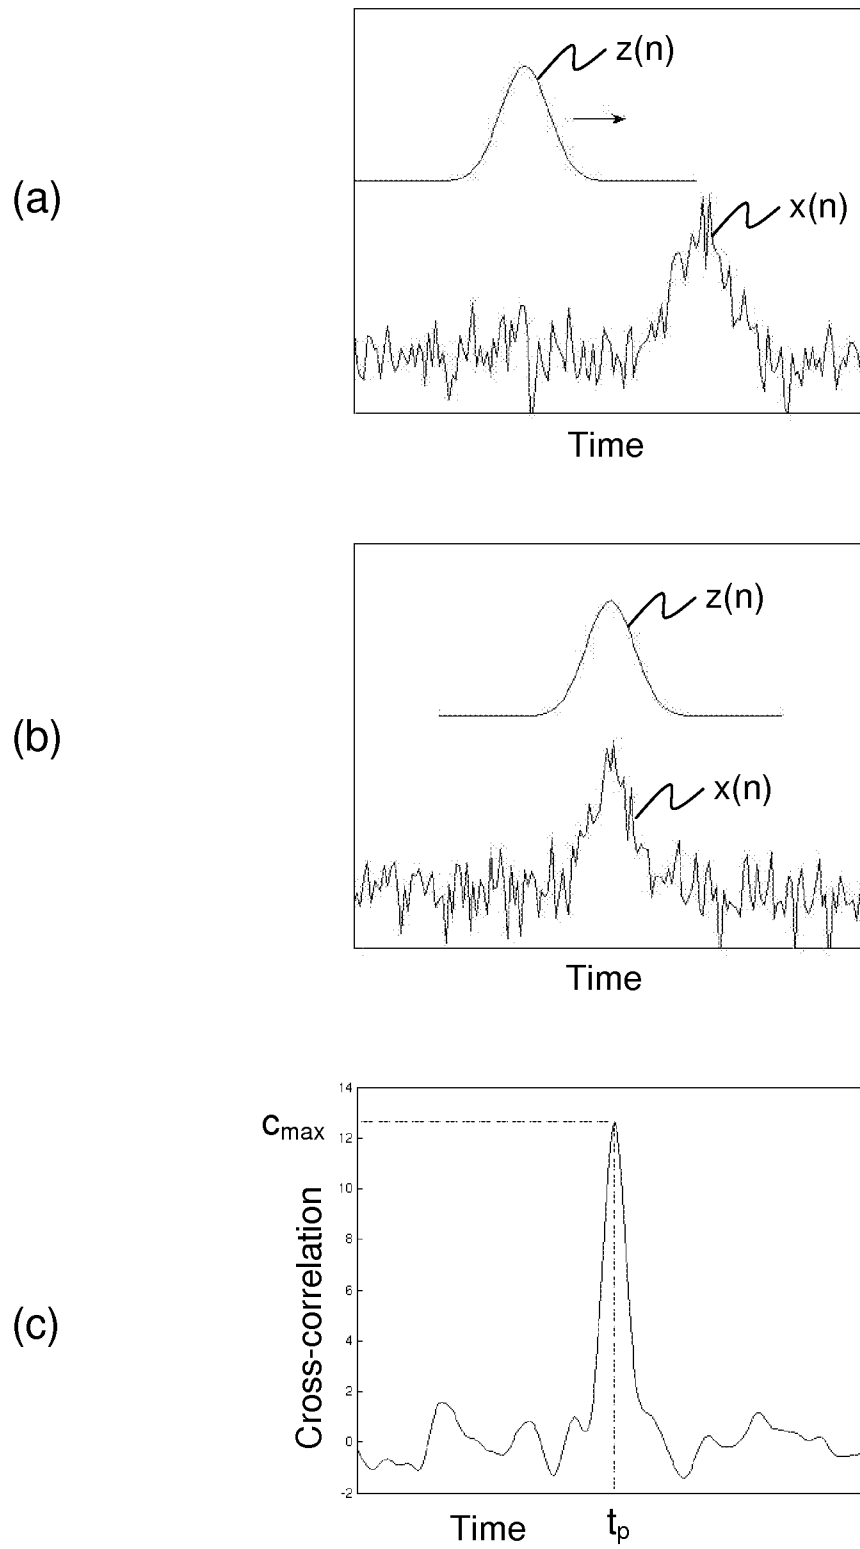 (a)
z(n)
x(n)
Time
(b)
z(n)
x(n)
Time
(c)
c_max
Cross-correlation
14
12
10
8
6
4
2
0
-2
Time
t_p